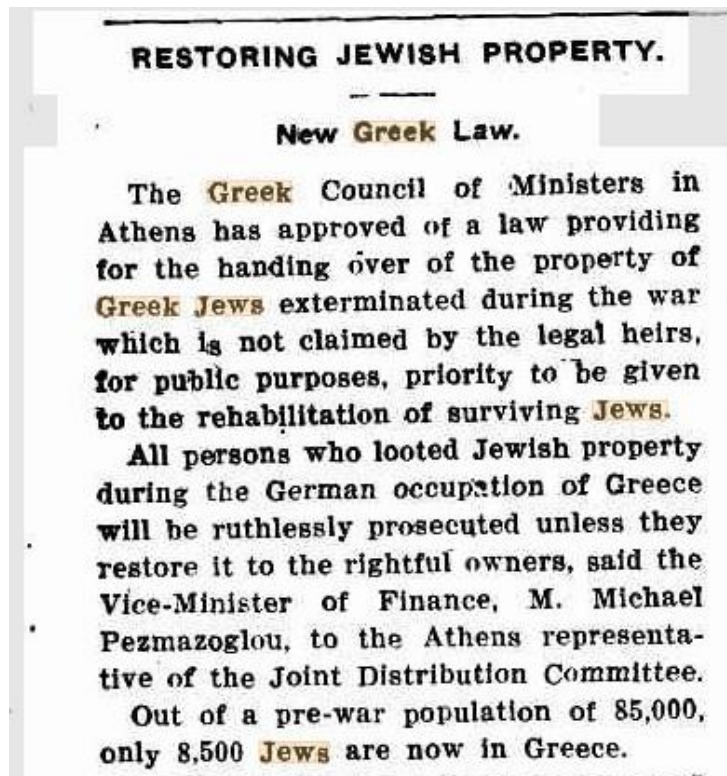 RESTORING JEWISH PROPERTY.
New Greek Law.
The Greek Council of Ministers in
Athens has approved of a law providing
for the handing over of the property of
Greek Jews exterminated during the war
which is not claimed by the legal heirs,
for public purposes, priority to be given
to the rehabilitation of surviving Jews.
All persons who looted Jewish property
during the German occupation of Greece
will be ruthlessly prosecuted unless they
restore it to the rightful owners, said the
Vice-Minister of Finance, M. Michael
Pezmazoglou, to the Athens representa-
tive of the Joint Distribution Committee.
Out of a pre-war population of 85,000,
only 8,500 Jews are now in Greece.